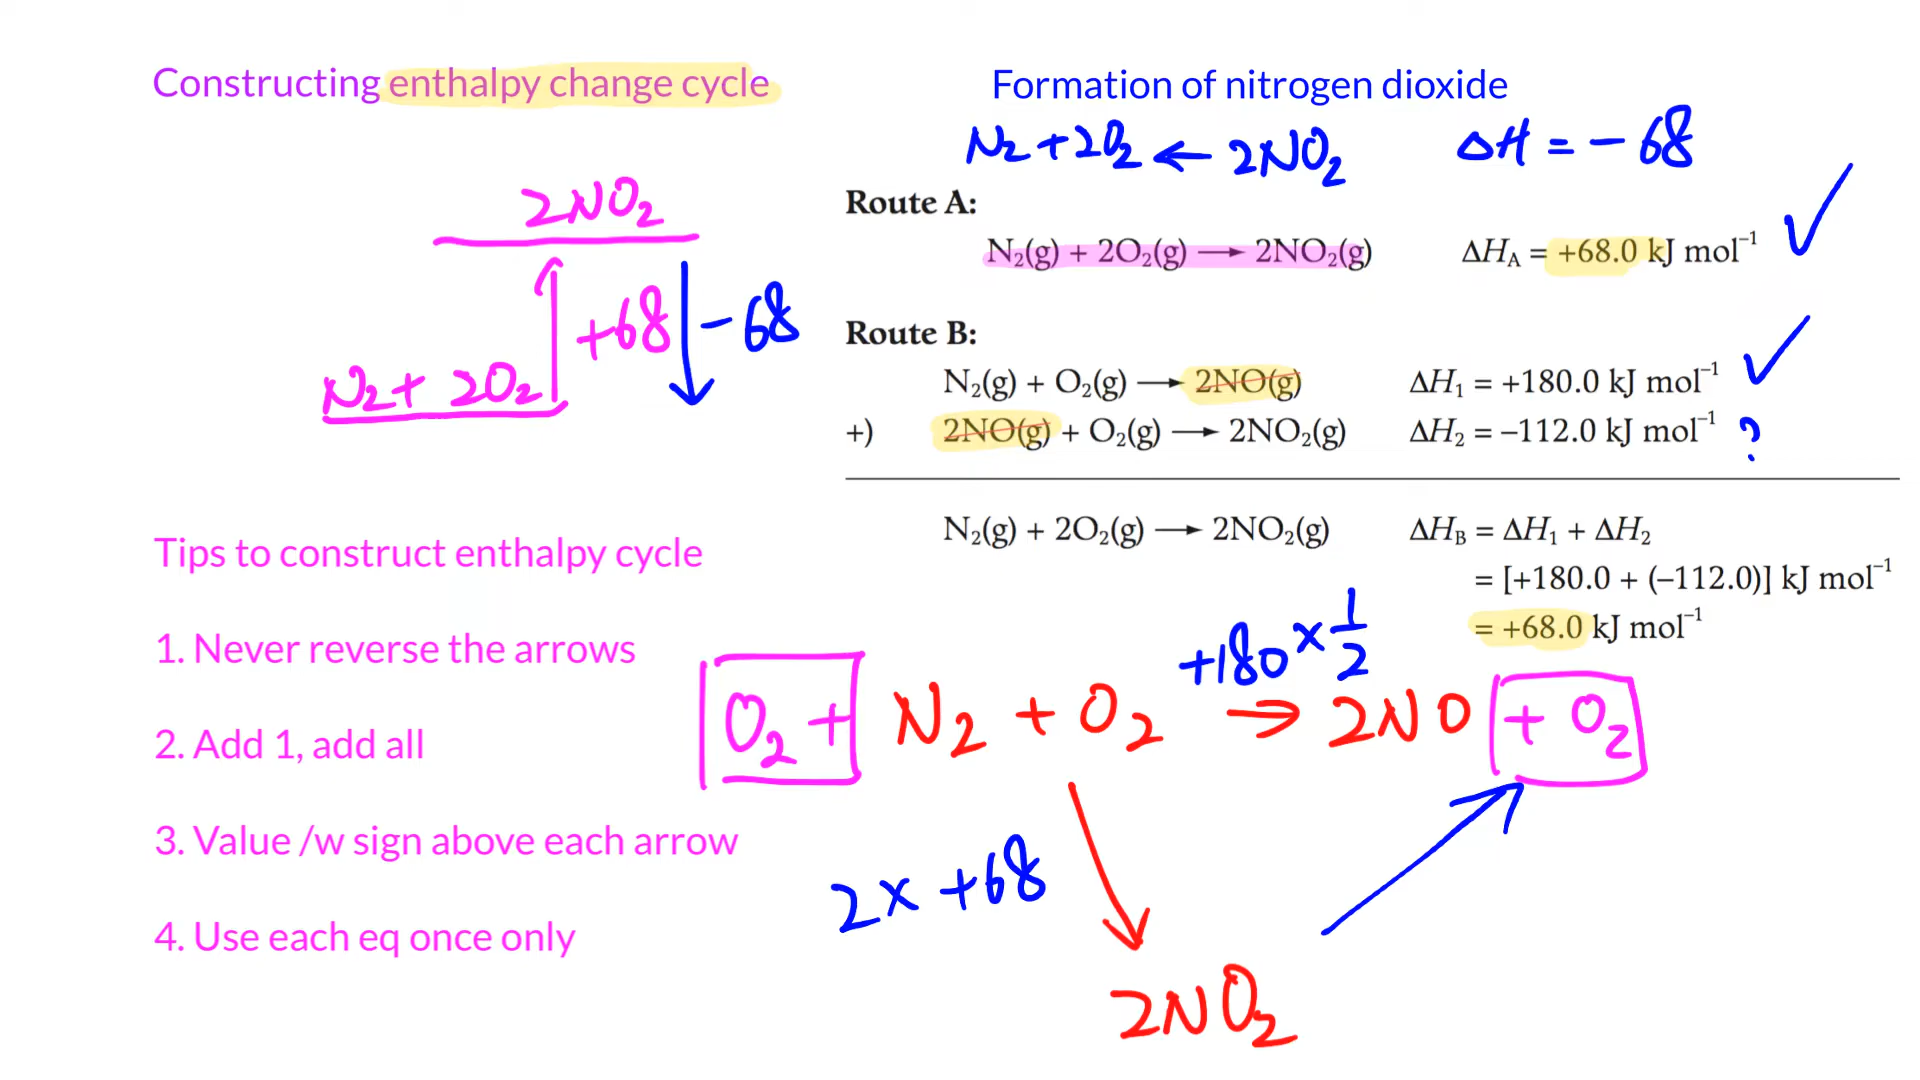 Constructing enthalpy change cycle
2NO₂
+68
-68
N₂ + 2O₂
Tips to construct enthalpy cycle
1. Never reverse the arrows
2. Add 1, add all
3. Value /w sign above each arrow
4. Use each eq once only
Formation of nitrogen dioxide
N₂ + 2O₂ ← 2NO₂ ΔH = - 68
Route A:
N₂(g) + 2O₂(g) ⟶ 2NO₂(g) ΔH_A = +68.0 kJ mol⁻¹ ✓
Route B:
N₂(g) + O₂(g) ⟶ 2NO(g) ΔH₁ = +180.0 kJ mol⁻¹ ✓
+) 2NO(g) + O₂(g) ⟶ 2NO₂(g) ΔH₂ = –112.0 kJ mol⁻¹ ?
N₂(g) + 2O₂(g) ⟶ 2NO₂(g) ΔH_B = ΔH₁ + ΔH₂
= [+180.0 + (–112.0)] kJ mol⁻¹
= +68.0 kJ mol⁻¹
+180 × 1/2
O₂ + N₂ + O₂ → 2NO + O₂
2 x +68
2NO₂